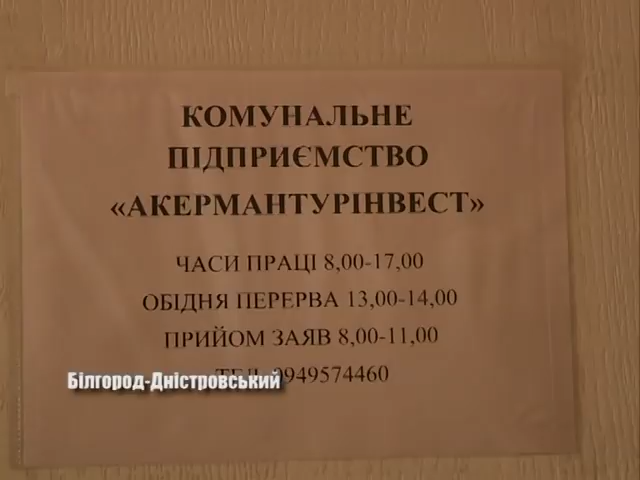 КОМУНАЛЬНЕ
ПІДПРИЄМСТВО
«АКЕРМАНТУРІНВЕСТ»
ЧАСИ ПРАЦІ 8,00-17,00
ОБІДНЯ ПЕРЕРВА 13,00-14,00
ПРИЙОМ ЗАЯВ 8,00-11,00
ТЕЛ. 0949574460
Білгород-Дністровський